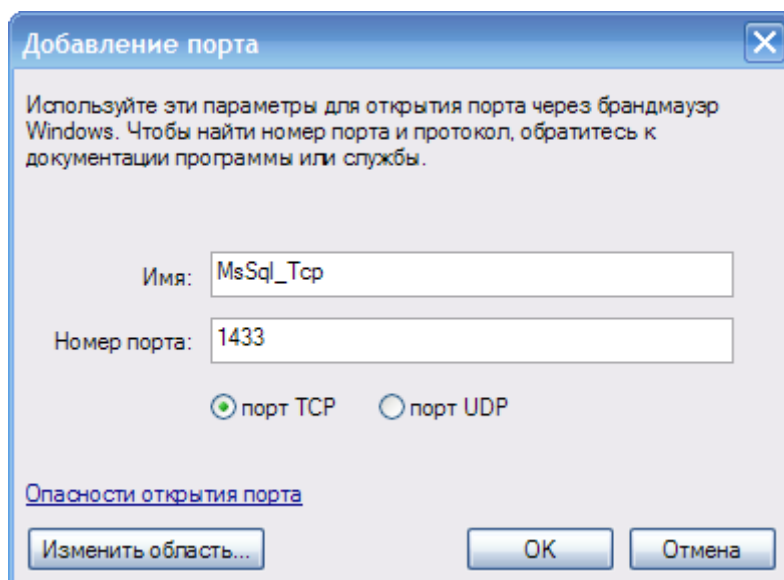 Добавление порта
Используйте эти параметры для открытия порта через брандмауэр
Windows. Чтобы найти номер порта и протокол, обратитесь к
документации программы или службы.
Имя: MsSql_Tcp
Номер порта: 1433
порт TCP порт UDP
Опасности открытия порта
Изменить область... OK Отмена